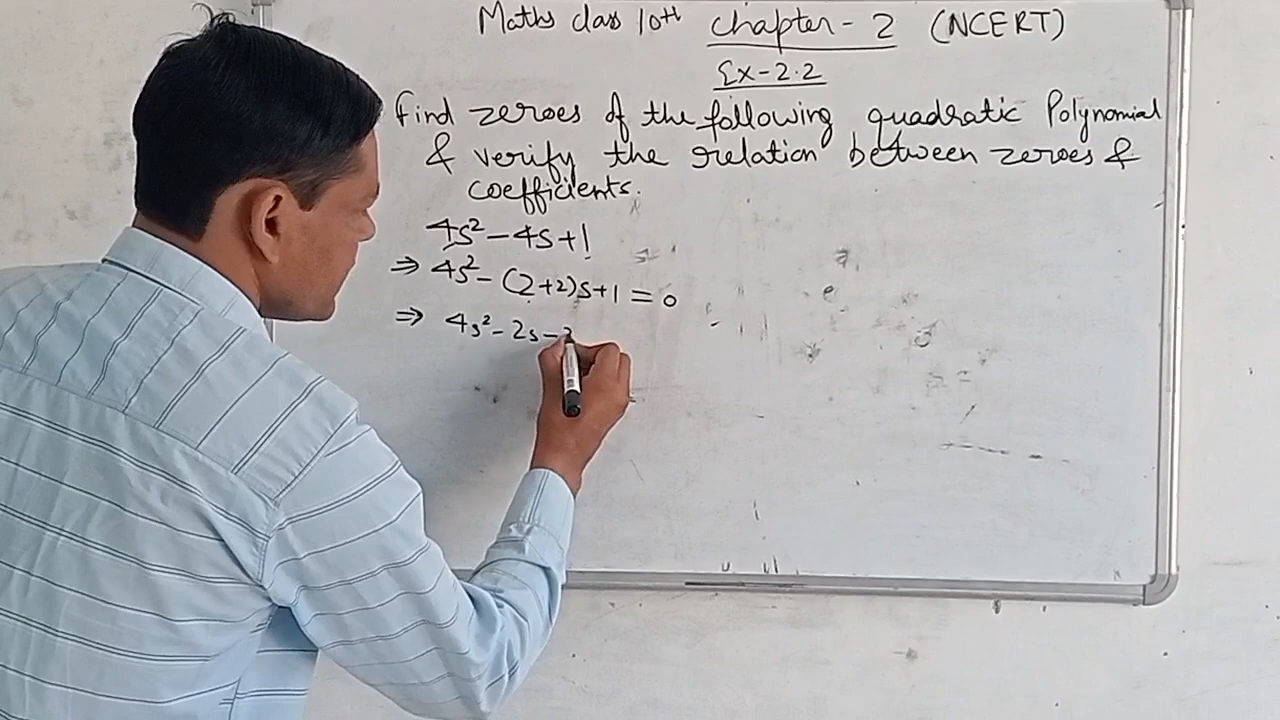 Maths class 10th chapter - 2 (NCERT)
Ex-2.2
Find zeroes of the following quadratic Polynomial
& verify the relation between zeroes &
coefficients.
4s² - 4s + 1
⇒ 4s² - (2+2)s + 1 = 0
⇒ 4s² - 2s - 2